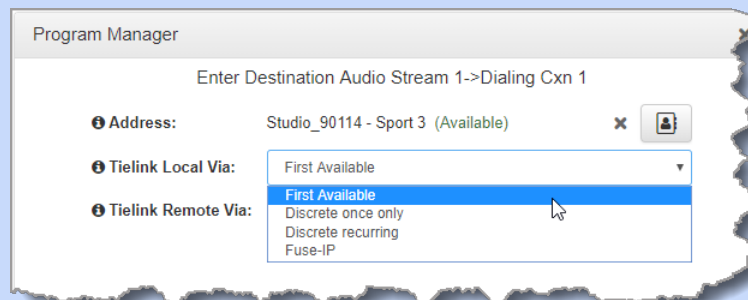 Program Manager
Enter Destination Audio Stream 1->Dialing Cxn 1
Address: Studio_90114 - Sport 3 (Available)
Tielink Local Via: First Available
First Available
Tielink Remote Via: Discrete once only
Discrete recurring
Fuse-IP